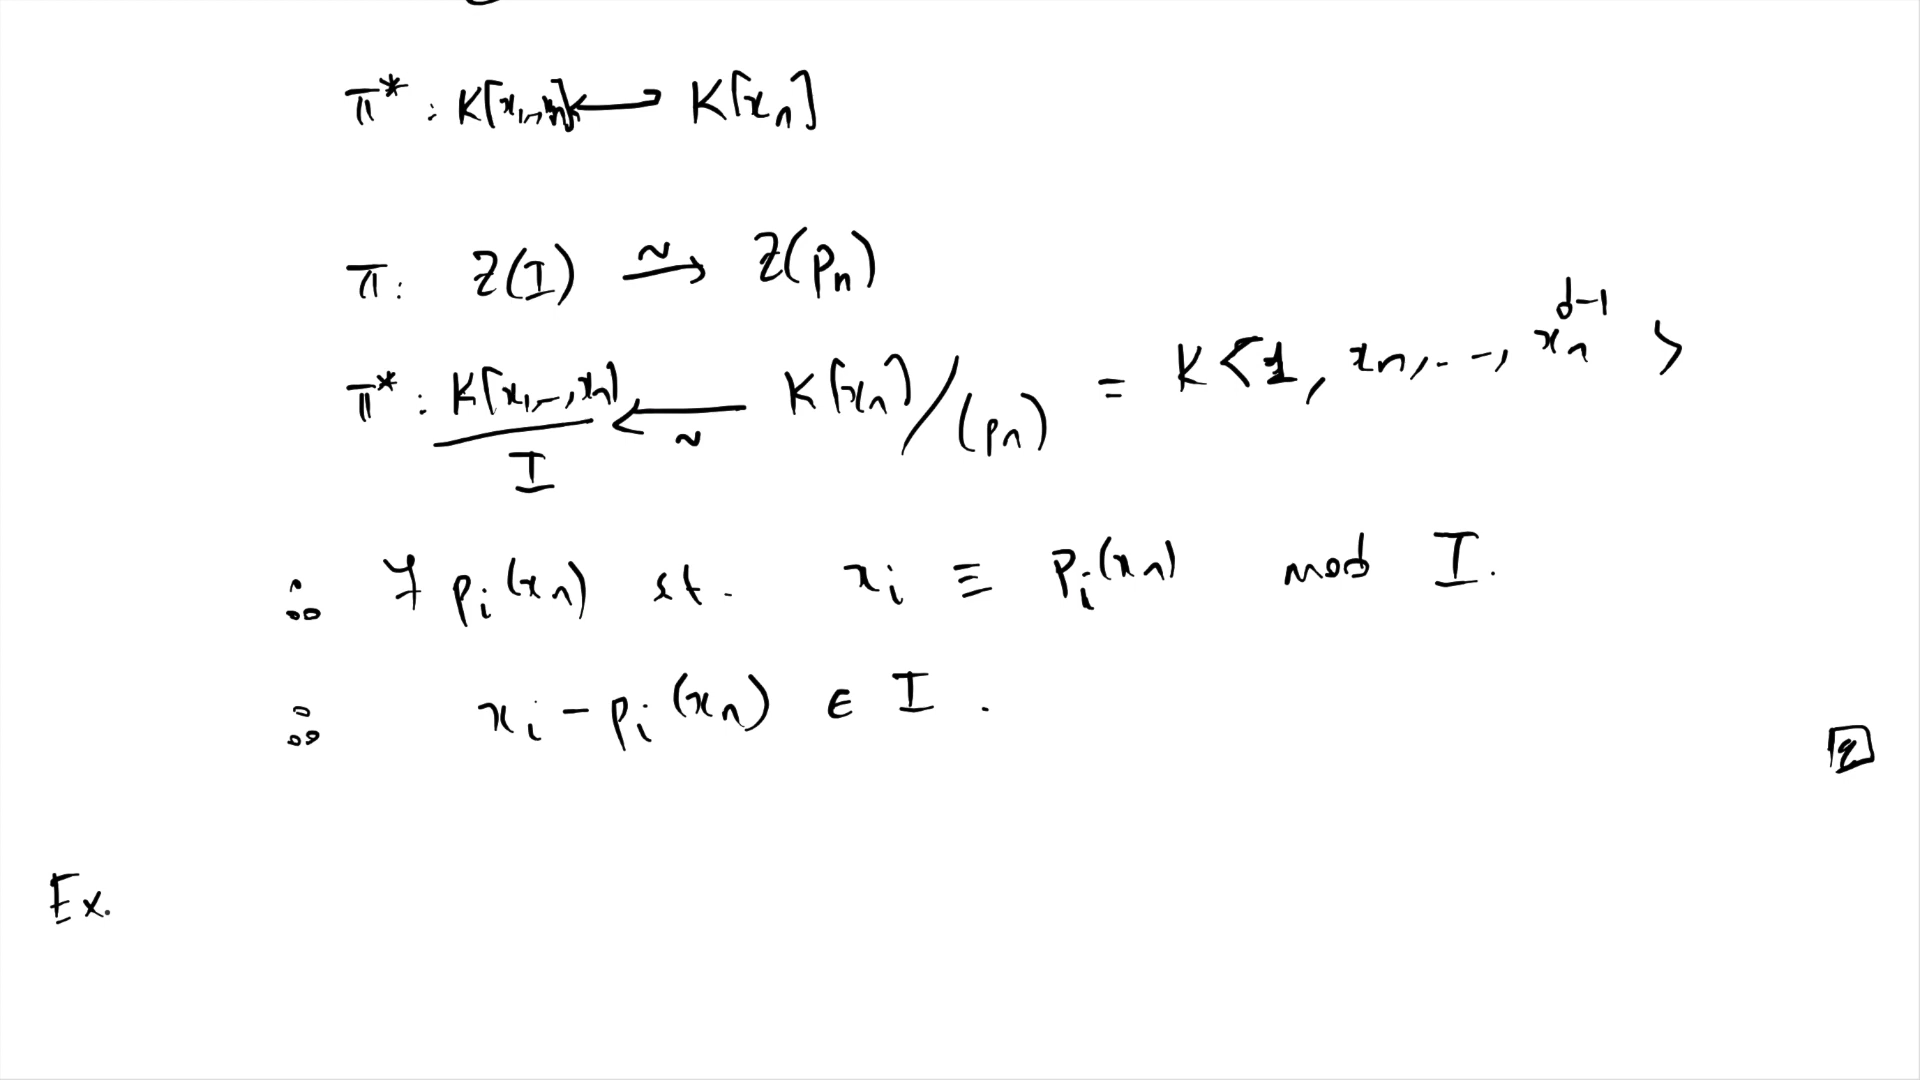 π* : K[x₁,..,xₙ] ↩ K[xₙ]
π: Z(I) ⥲ Z(pₙ)
π* : K[x₁,..,xₙ]/I ⟵∼ K[xₙ]/(pₙ) = K<1, xₙ, . . ., xₙ^{d-1}>
∴ ∃ pᵢ(xₙ) st. xᵢ ≡ pᵢ(xₙ) mod I.
∴ xᵢ - pᵢ(xₙ) ∈ I.
Ex.